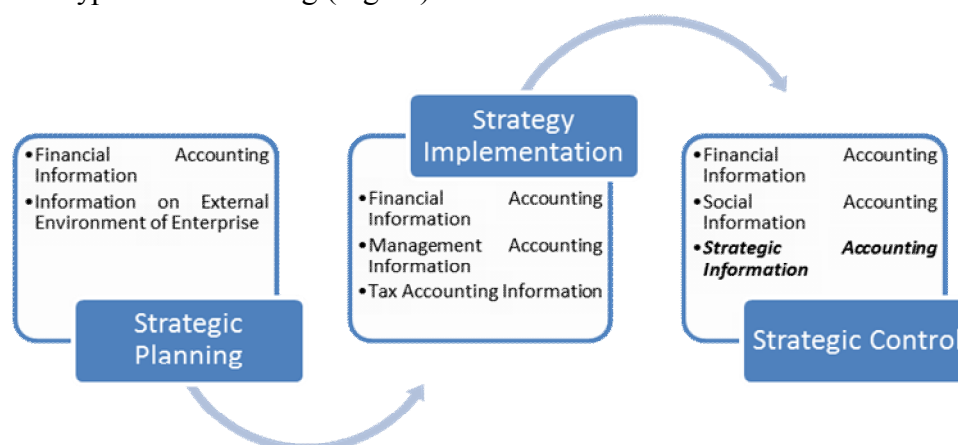 •Financial Accounting
Information
•Information on External
Environment of Enterprise
Strategic
Planning
Strategy
Implementation
•Financial Accounting
Information
•Management Accounting
Information
•Tax Accounting Information
•Financial Accounting
Information
•Social Accounting
Information
•Strategic Accounting
Information
Strategic Control